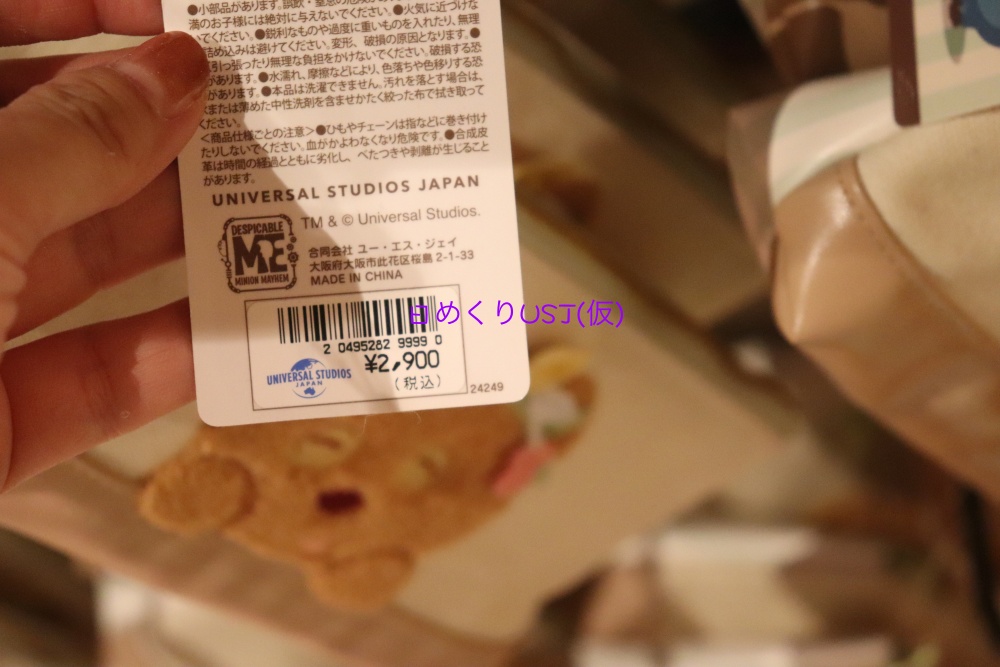 ●小部品があります。誤飲・窒息の危険があ
満のお子様には絶対に与えないでください。●火気に近づけな
いでください。●鋭利なものや過度に重いものを入れたり、無理
詰め込みは避けてください。変形、破損の原因となります。●
引っ張ったり無理な負担をかけないでください。破損する恐
があります。●水濡れ、摩擦などにより、色落ちや色移りする恐
があります。●本品は洗濯できません。汚れを落とす場合は、
または薄めた中性洗剤を含ませかたく絞った布で拭き取って
ください。
<商品仕様ごとの注意>●ひもやチェーンは指などに巻き付け
たりしないでください。血がかよわなくなり危険です。●合成皮
革は時間の経過とともに劣化し、べたつきや剥離が生じること
があります。
UNIVERSAL STUDIOS JAPAN
TM & © Universal Studios.
DESPICABLE
ME
MINION MAYHEM
合同会社 ユー・エス・ジェイ
大阪府大阪市此花区桜島 2-1-33
MADE IN CHINA
日めくりUSJ(仮)
2 0495282 9999 0
¥2,900
(税込)
UNIVERSAL STUDIOS
JAPAN
24249